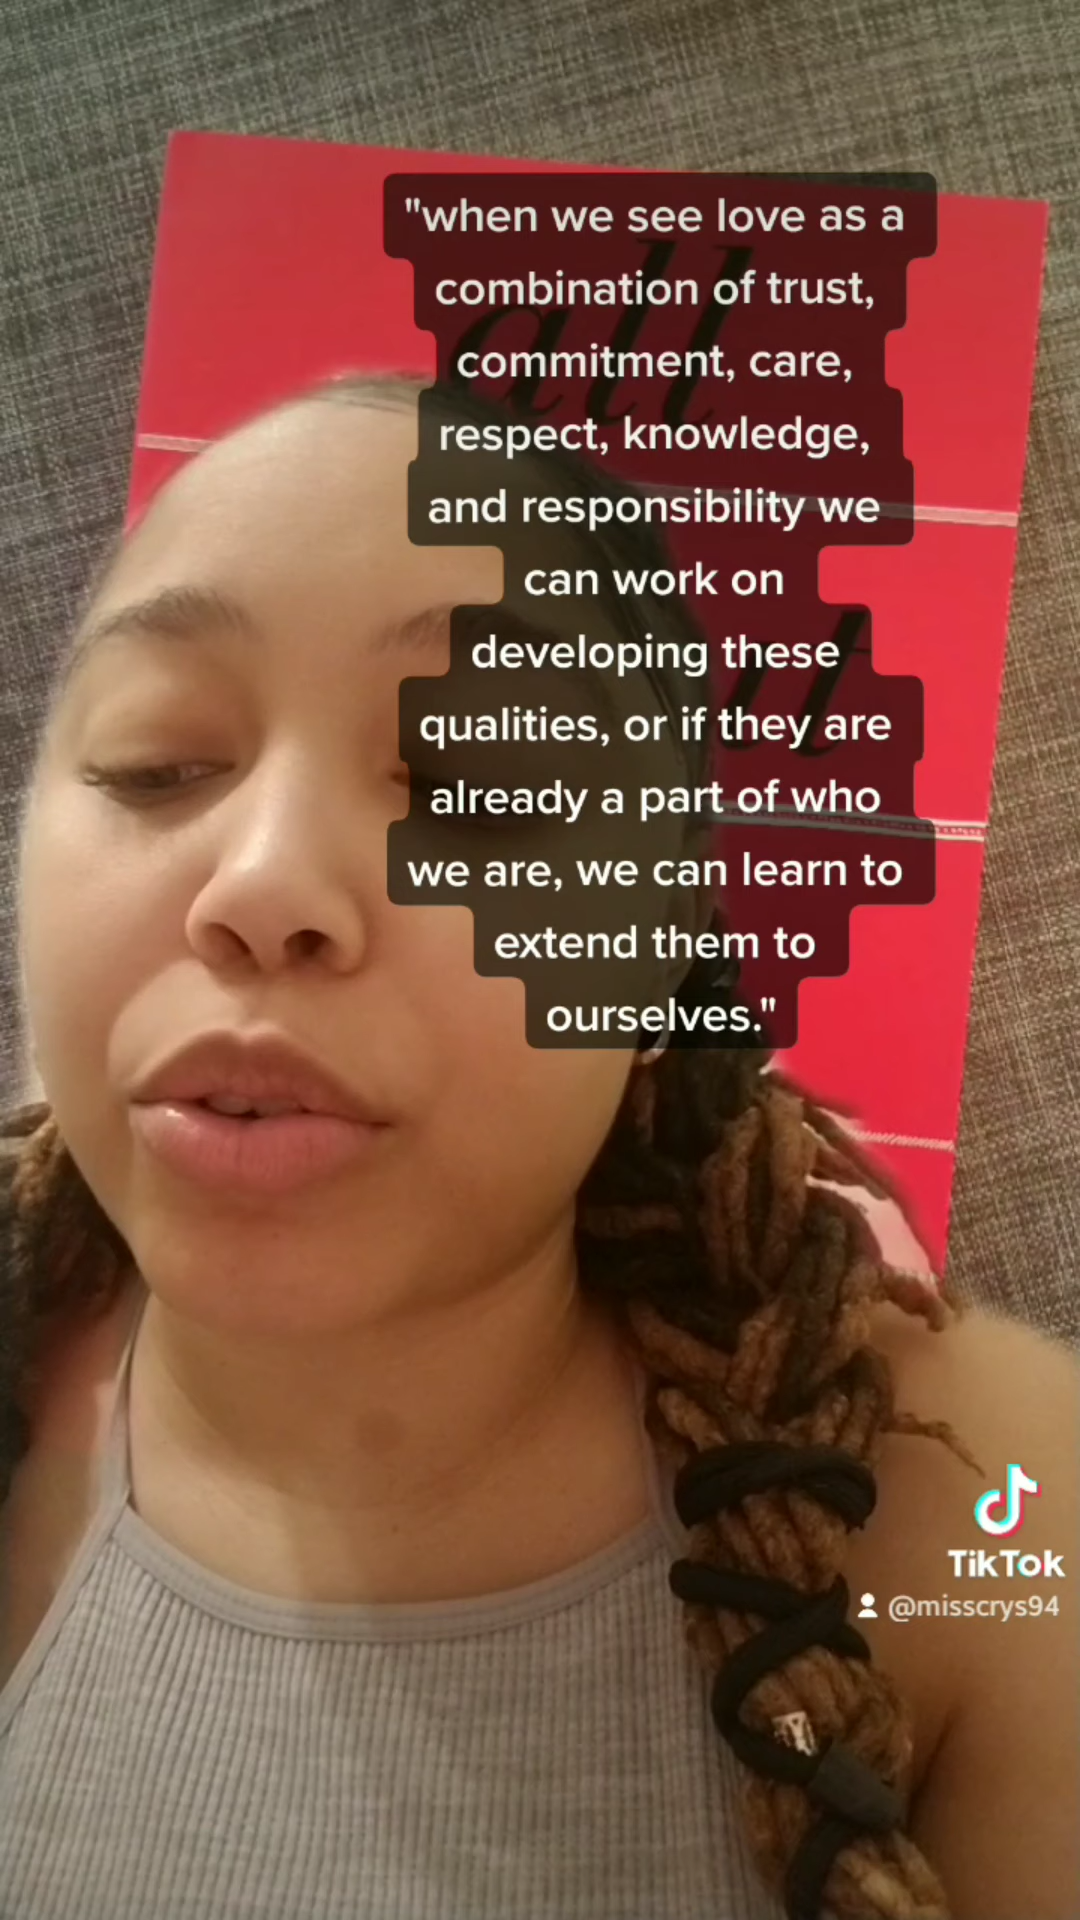 "when we see love as a
combination of trust,
commitment, care,
respect, knowledge,
and responsibility we
can work on
developing these
qualities, or if they are
already a part of who
we are, we can learn to
extend them to
ourselves."
all
TikTok
@misscrys94